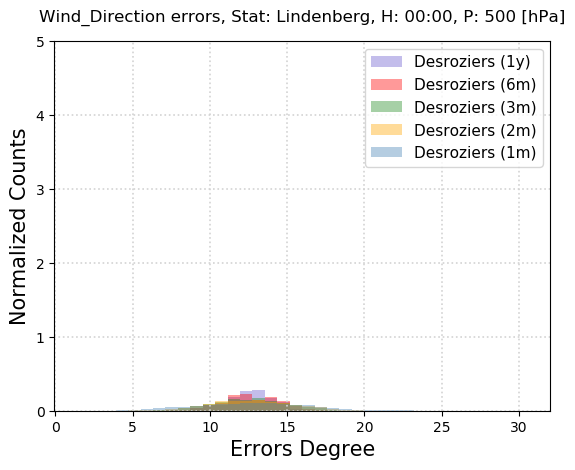 Wind_Direction errors, Stat: Lindenberg, H: 00:00, P: 500 [hPa]
5
4
3
2
1
0
Normalized Counts
Desroziers (1y)
Desroziers (6m)
Desroziers (3m)
Desroziers (2m)
Desroziers (1m)
0 5 10 15 20 25 30
Errors Degree